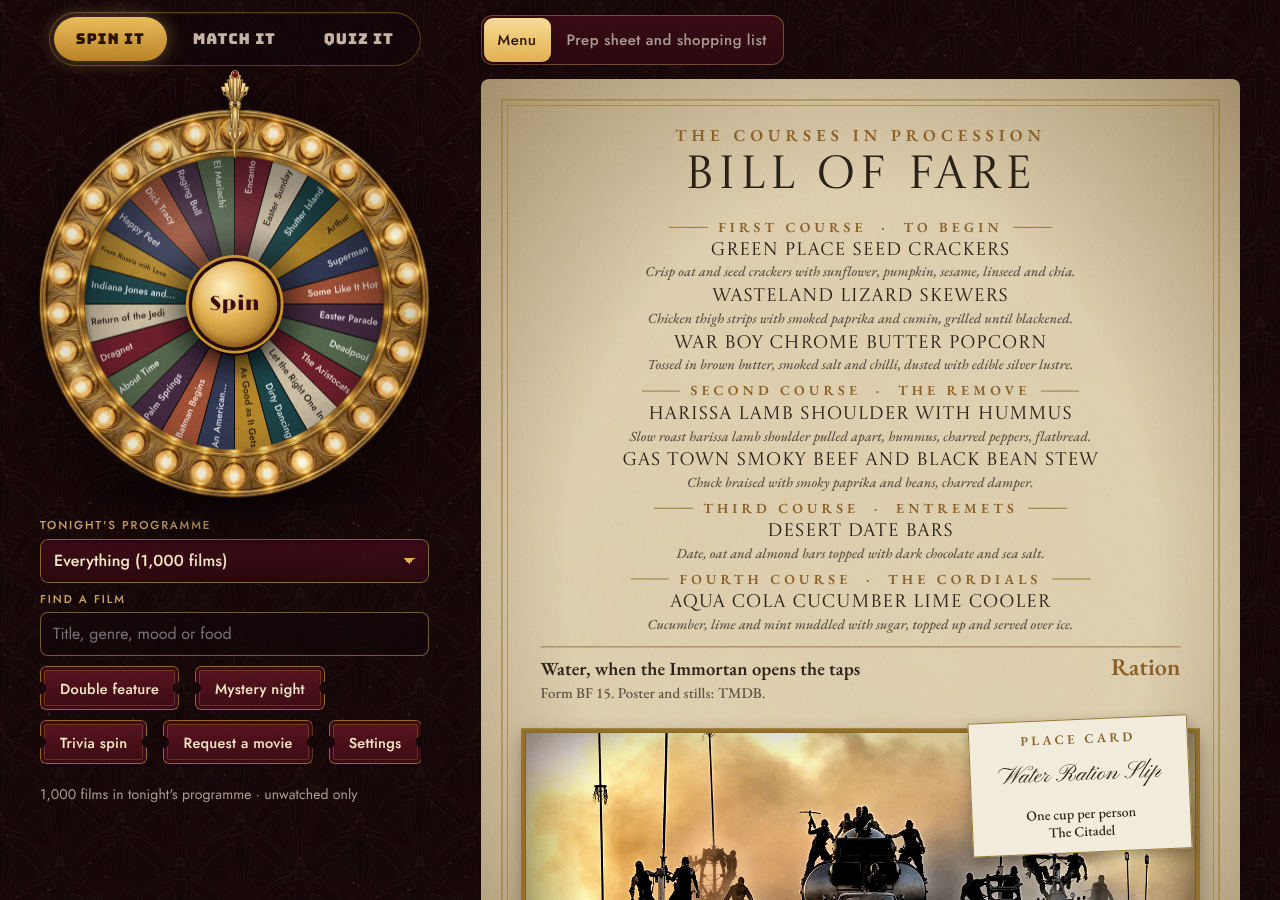 SPIN IT
MATCH IT
QUIZ IT
Menu
Prep sheet and shopping list
Encanto
Easter Sunday
Shutter Island
Arthur
Superman
Some Like It Hot
Easter Parade
Deadpool
The Aristocats
Let the Right One In
Dirty Dancing
As Good as It Gets
An American...
Batman Begins
Palm Springs
About Time
Dragnet
Return of the Jedi
Indiana Jones and...
From Russia with Love
Happy Feet
Dick Tracy
Raging Bull
El Mariachi
Spin
TONIGHT'S PROGRAMME
Everything (1,000 films)
FIND A FILM
Title, genre, mood or food
Double feature
Mystery night
Trivia spin
Request a movie
Settings
1,000 films in tonight's programme · unwatched only
THE COURSES IN PROCESSION
BILL OF FARE
FIRST COURSE · TO BEGIN
GREEN PLACE SEED CRACKERS
Crisp oat and seed crackers with sunflower, pumpkin, sesame, linseed and chia.
WASTELAND LIZARD SKEWERS
Chicken thigh strips with smoked paprika and cumin, grilled until blackened.
WAR BOY CHROME BUTTER POPCORN
Tossed in brown butter, smoked salt and chilli, dusted with edible silver lustre.
SECOND COURSE · THE REMOVE
HARISSA LAMB SHOULDER WITH HUMMUS
Slow roast harissa lamb shoulder pulled apart, hummus, charred peppers, flatbread.
GAS TOWN SMOKY BEEF AND BLACK BEAN STEW
Chuck braised with smoky paprika and beans, charred damper.
THIRD COURSE · ENTREMETS
DESERT DATE BARS
Date, oat and almond bars topped with dark chocolate and sea salt.
FOURTH COURSE · THE CORDIALS
AQUA COLA CUCUMBER LIME COOLER
Cucumber, lime and mint muddled with sugar, topped up and served over ice.
Water, when the Immortan opens the taps
Ration
Form BF 15. Poster and stills: TMDB.
PLACE CARD
Water Ration Slip
One cup per person
The Citadel